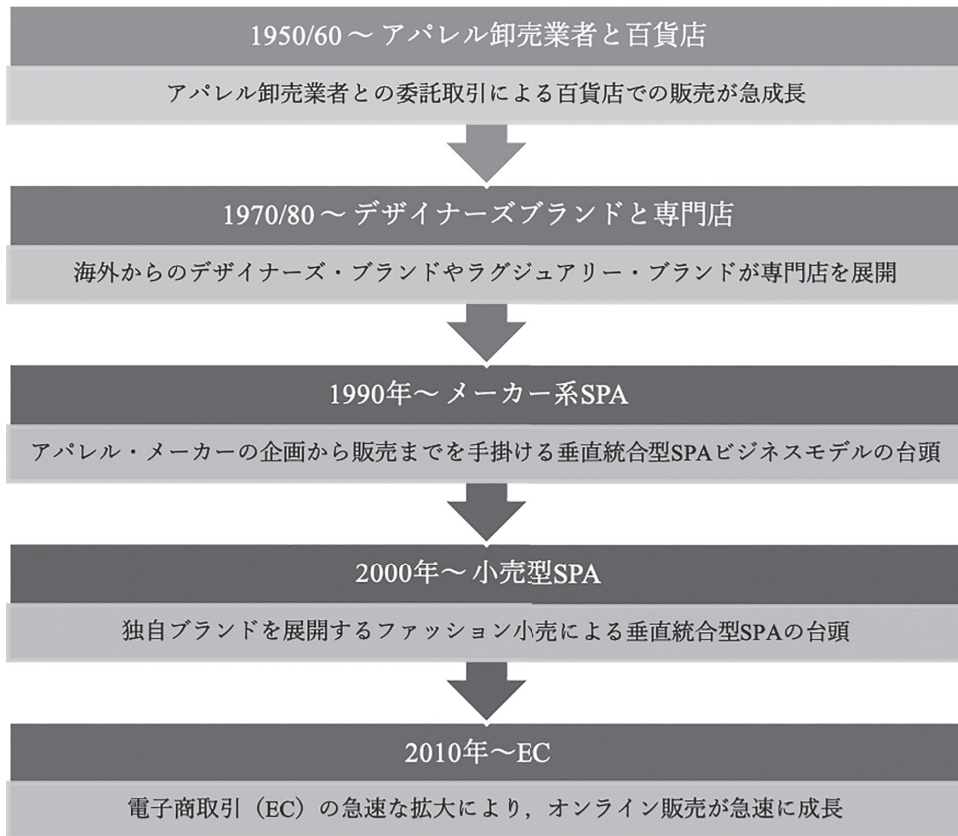 1950/60～ アパレル卸売業者と百貨店
アパレル卸売業者との委託取引による百貨店での販売が急成長
1970/80～ デザイナーズブランドと専門店
海外からのデザイナーズ・ブランドやラグジュアリー・ブランドが専門店を展開
1990年～ メーカー系SPA
アパレル・メーカーの企画から販売までを手掛ける垂直統合型SPAビジネスモデルの台頭
2000年～ 小売型SPA
独自ブランドを展開するファッション小売による垂直統合型SPAの台頭
2010年～EC
電子商取引（EC）の急速な拡大により，オンライン販売が急速に成長